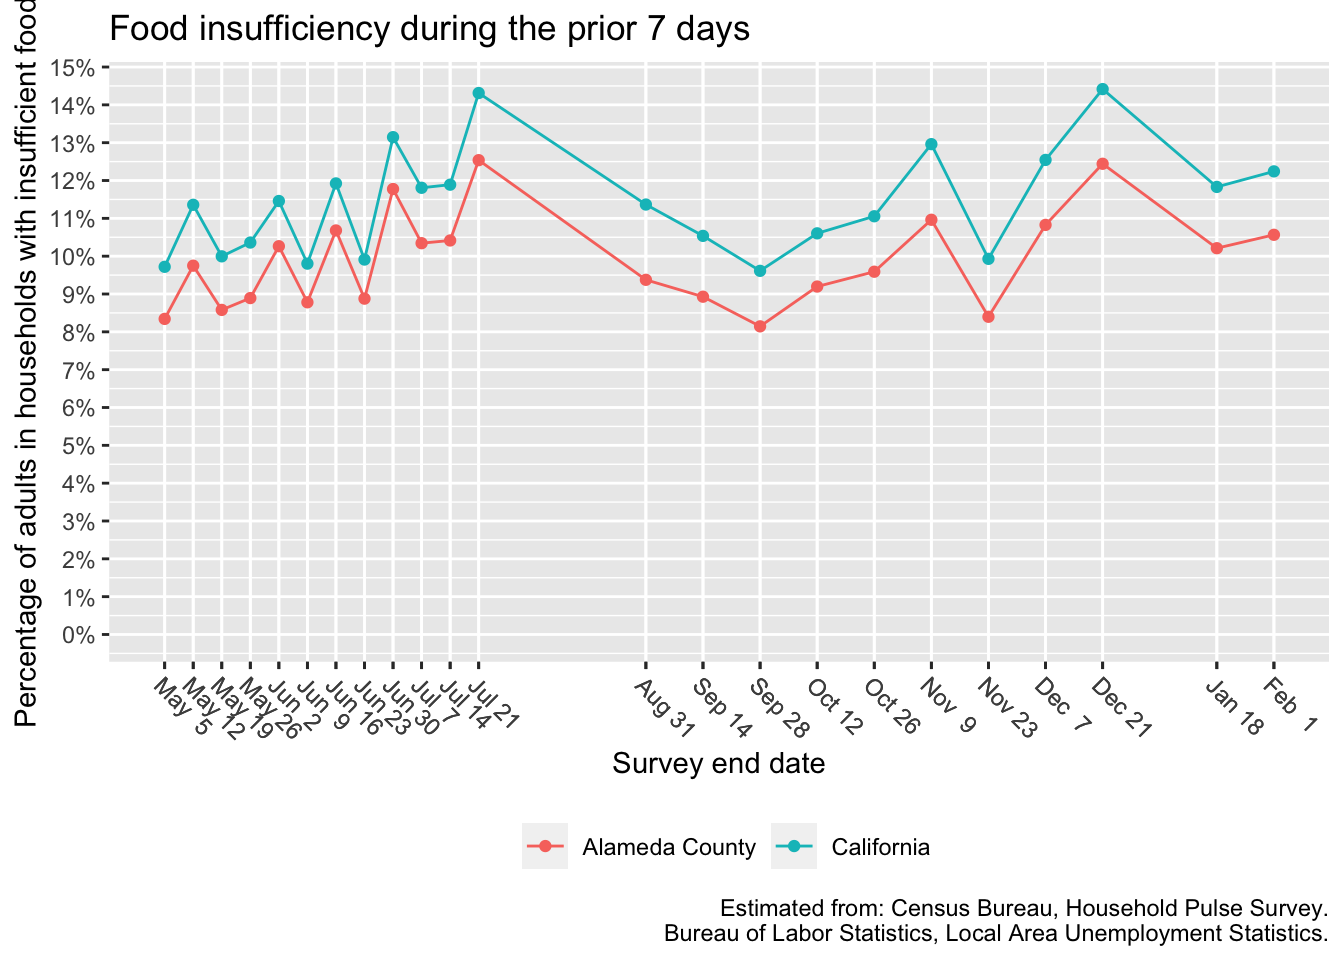 Food insufficiency during the prior 7 days
Percentage of adults in households with insufficient food
15%
14%
13%
12%
11%
10%
9%
8%
7%
6%
5%
4%
3%
2%
1%
0%
May 5
May 12
May 19
May 26
Jun 2
Jun 9
Jun 16
Jun 23
Jun 30
Jul 7
Jul 14
Jul 21
Aug 31
Sep 14
Sep 28
Oct 12
Oct 26
Nov 9
Nov 23
Dec 7
Dec 21
Jan 18
Feb 1
Survey end date
Alameda County
California
Estimated from: Census Bureau, Household Pulse Survey.
Bureau of Labor Statistics, Local Area Unemployment Statistics.